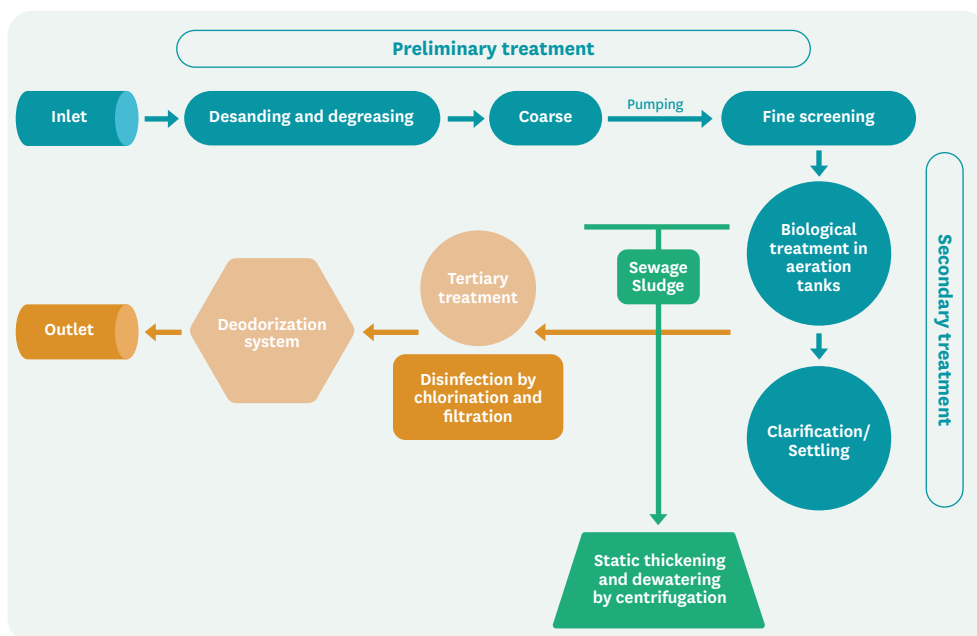 Preliminary treatment
Inlet
Desanding and degreasing
Coarse
Pumping
Fine screening
Biological
treatment in
aeration
tanks
Secondary treatment
Sewage
Sludge
Tertiary
treatment
Deodorization
system
Outlet
Disinfection by
chlorination and
filtration
Clarification/
Settling
Static thickening
and dewatering
by centrifugation